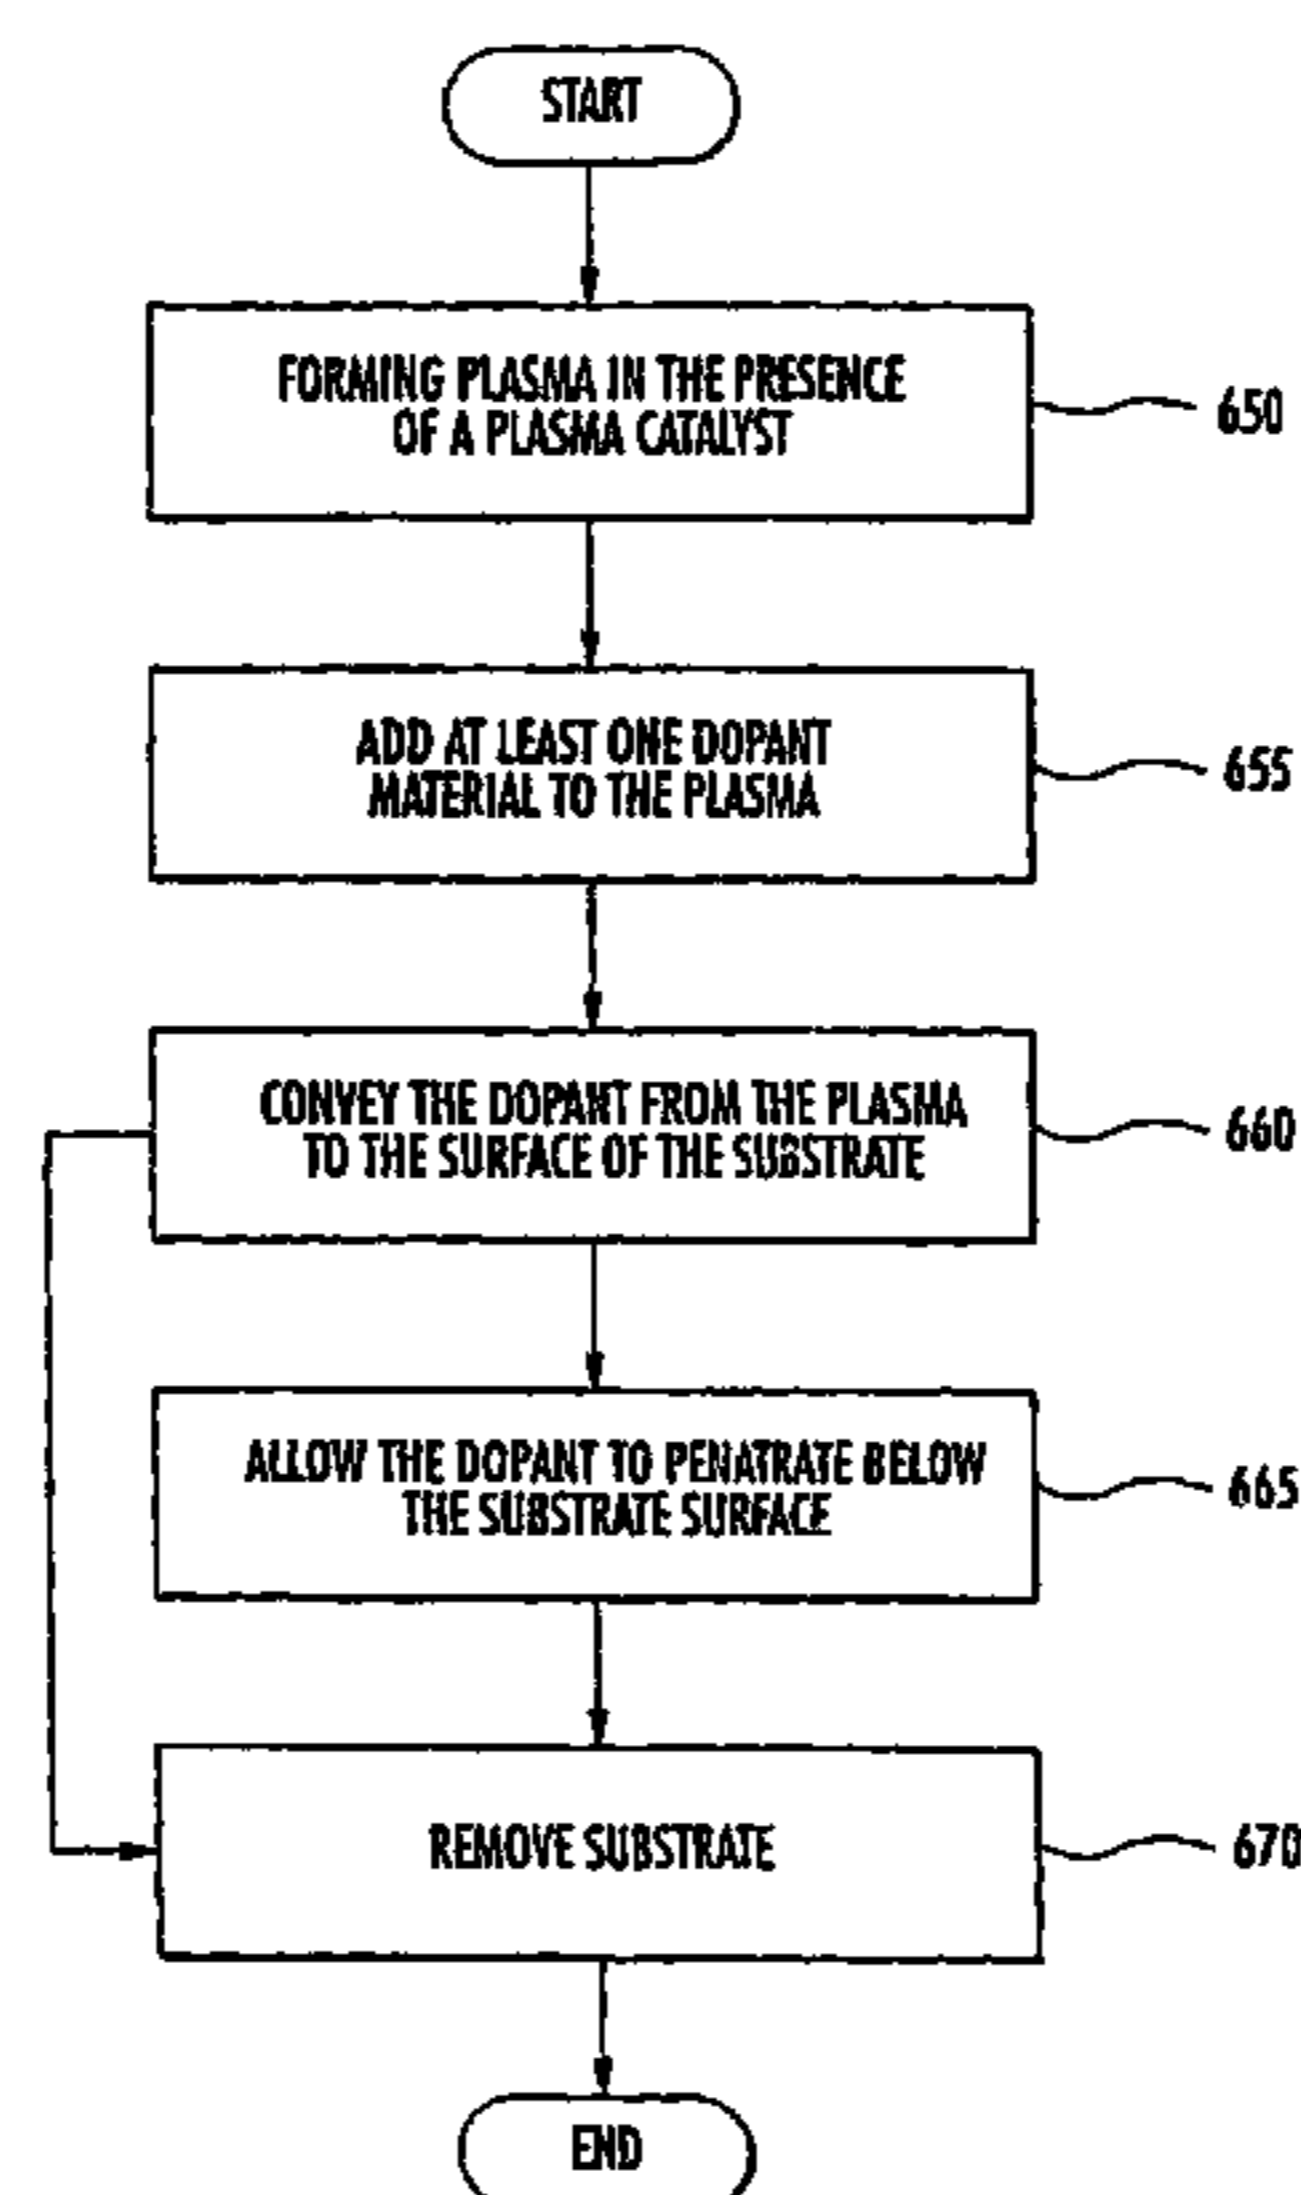 START
FORMING PLASMA IN THE PRESENCE
OF A PLASMA CATALYST
650
ADD AT LEAST ONE DOPANT
MATERIAL TO THE PLASMA
655
CONVEY THE DOPANT FROM THE PLASMA
TO THE SURFACE OF THE SUBSTRATE
660
ALLOW THE DOPANT TO PENATRATE BELOW
THE SUBSTRATE SURFACE
665
REMOVE SUBSTRATE
670
END